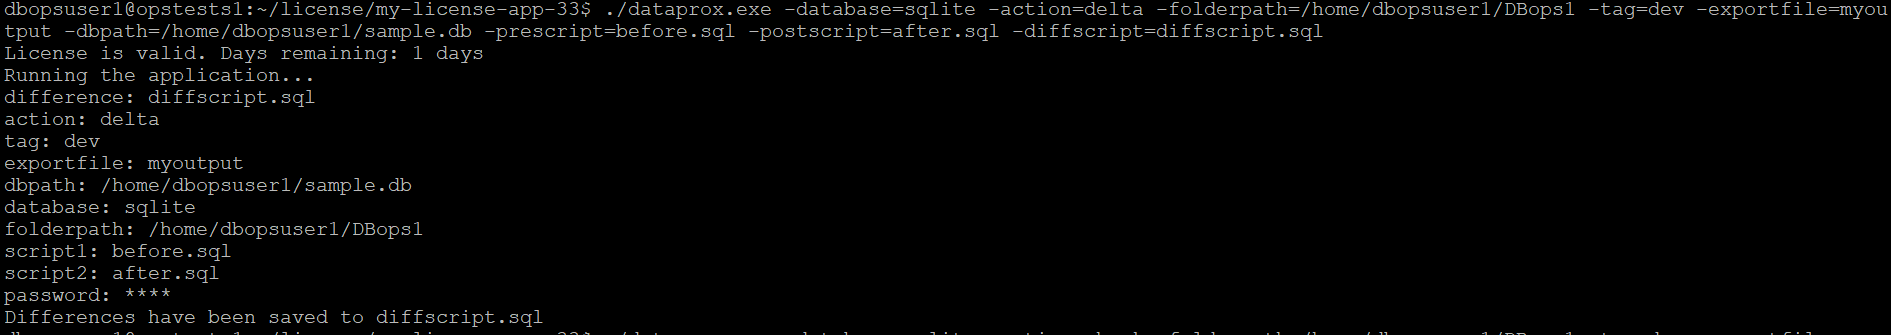 dbopsuser1@opstests1:~/license/my-license-app-33$ ./dataprox.exe -database=sqlite -action=delta -folderpath=/home/dbopsuser1/DBops1 -tag=dev -exportfile=myou
tput -dbpath=/home/dbopsuser1/sample.db -prescript=before.sql -postscript=after.sql -diffscript=diffscript.sql
License is valid. Days remaining: 1 days
Running the application...
difference: diffscript.sql
action: delta
tag: dev
exportfile: myoutput
dbpath: /home/dbopsuser1/sample.db
database: sqlite
folderpath: /home/dbopsuser1/DBops1
script1: before.sql
script2: after.sql
password: ****
Differences have been saved to diffscript.sql